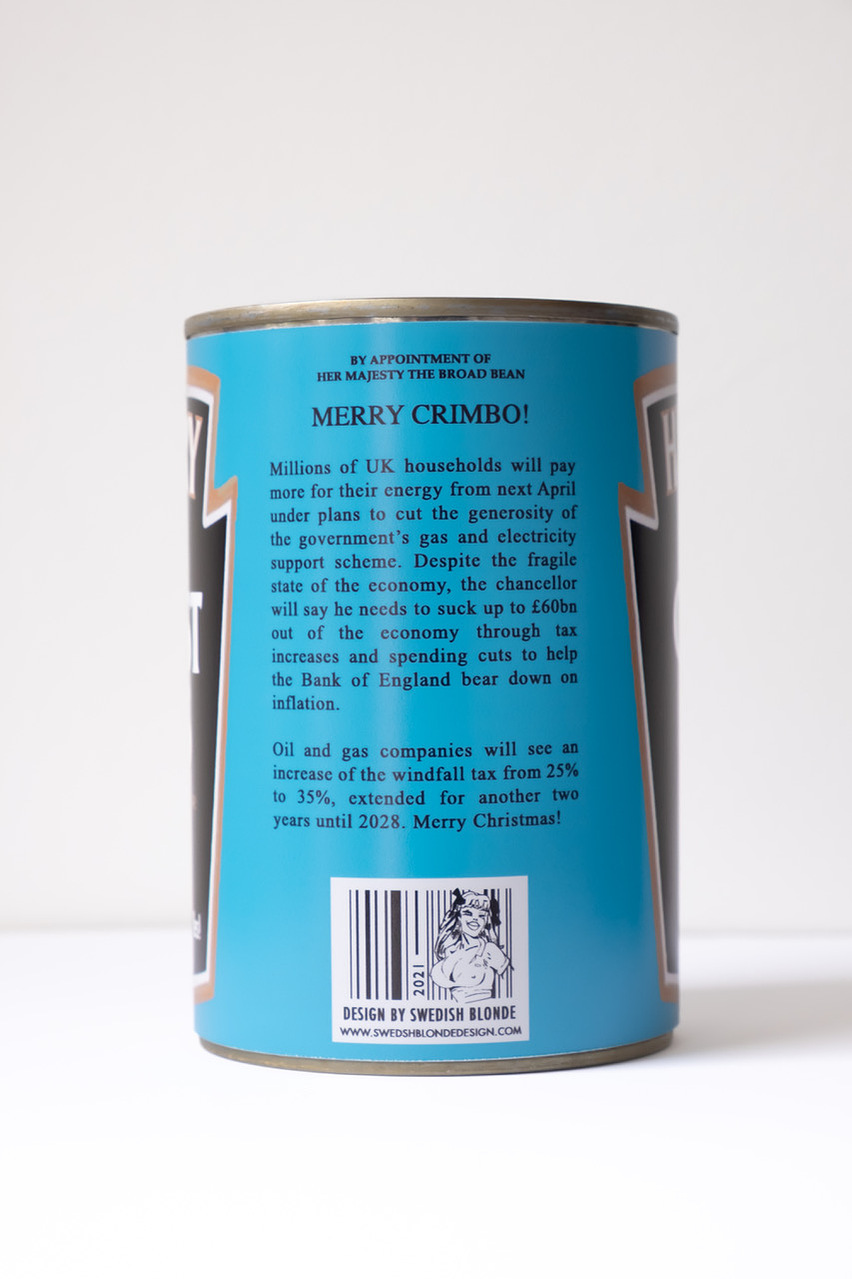 BY APPOINTMENT OF
HER MAJESTY THE BROAD BEAN
MERRY CRIMBO!
Millions of UK households will pay
more for their energy from next April
under plans to cut the generosity of
the government's gas and electricity
support scheme. Despite the fragile
state of the economy, the chancellor
will say he needs to suck up to £60bn
out of the economy through tax
increases and spending cuts to help
the Bank of England bear down on
inflation.
Oil and gas companies will see an
increase of the windfall tax from 25%
to 35%, extended for another two
years until 2028. Merry Christmas!
2021
DESIGN BY SWEDISH BLONDE
WWW.SWEDSHBLONDEDESIGN.COM